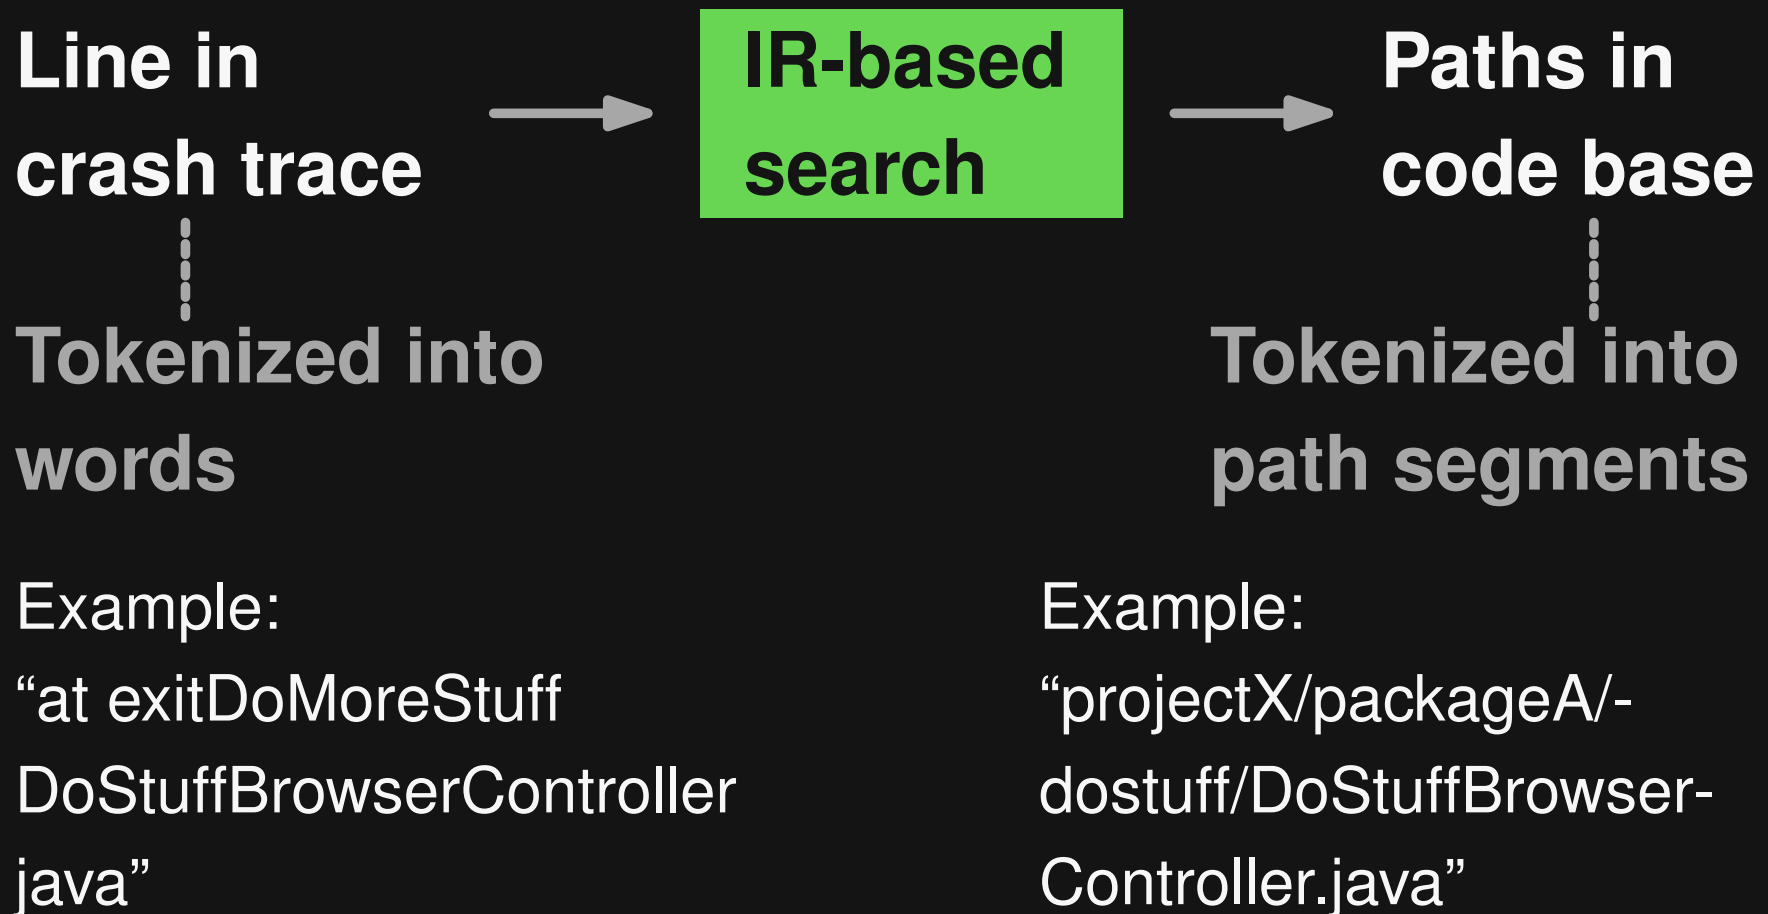 Line in
crash trace
IR-based
search
Paths in
code base
Tokenized into
words
Tokenized into
path segments
Example:
“at exitDoMoreStuff
DoStuffBrowserController
java”
Example:
“projectX/packageA/-
dostuff/DoStuffBrowser-
Controller.java”